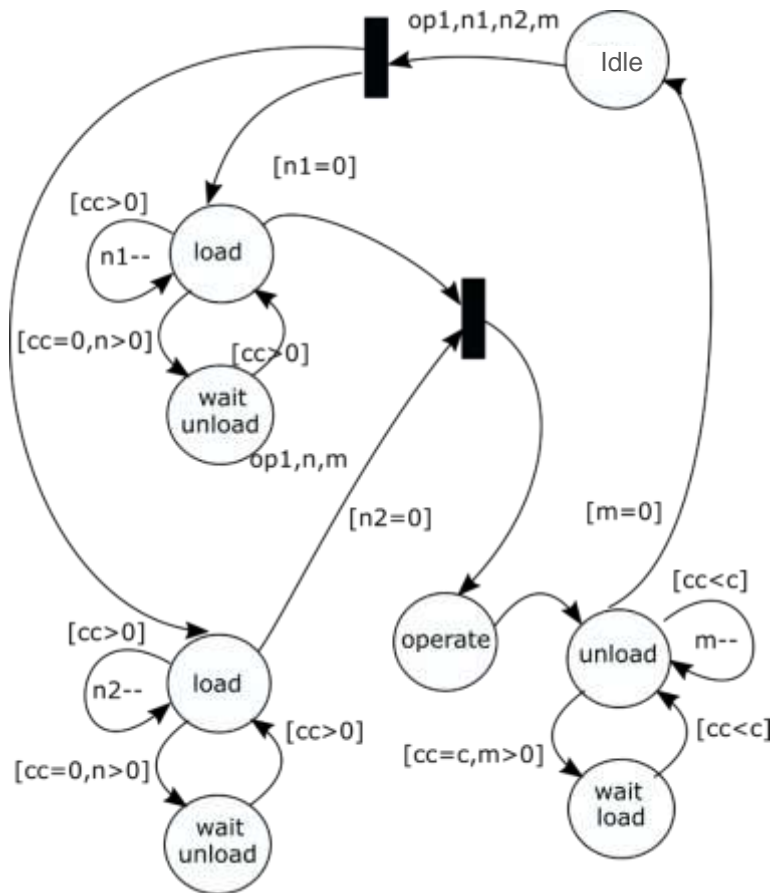 op1,n1,n2,m
Idle
[n1=0]
[cc>0]
load
n1--
[cc=0,n>0]
[cc>0]
wait
unload
op1,n,m
[n2=0]
[m=0]
[cc>0]
[cc<c]
operate
unload
m--
load
n2--
[cc>0]
[cc<c]
[cc=0,n>0]
[cc=c,m>0]
wait
load
wait
unload